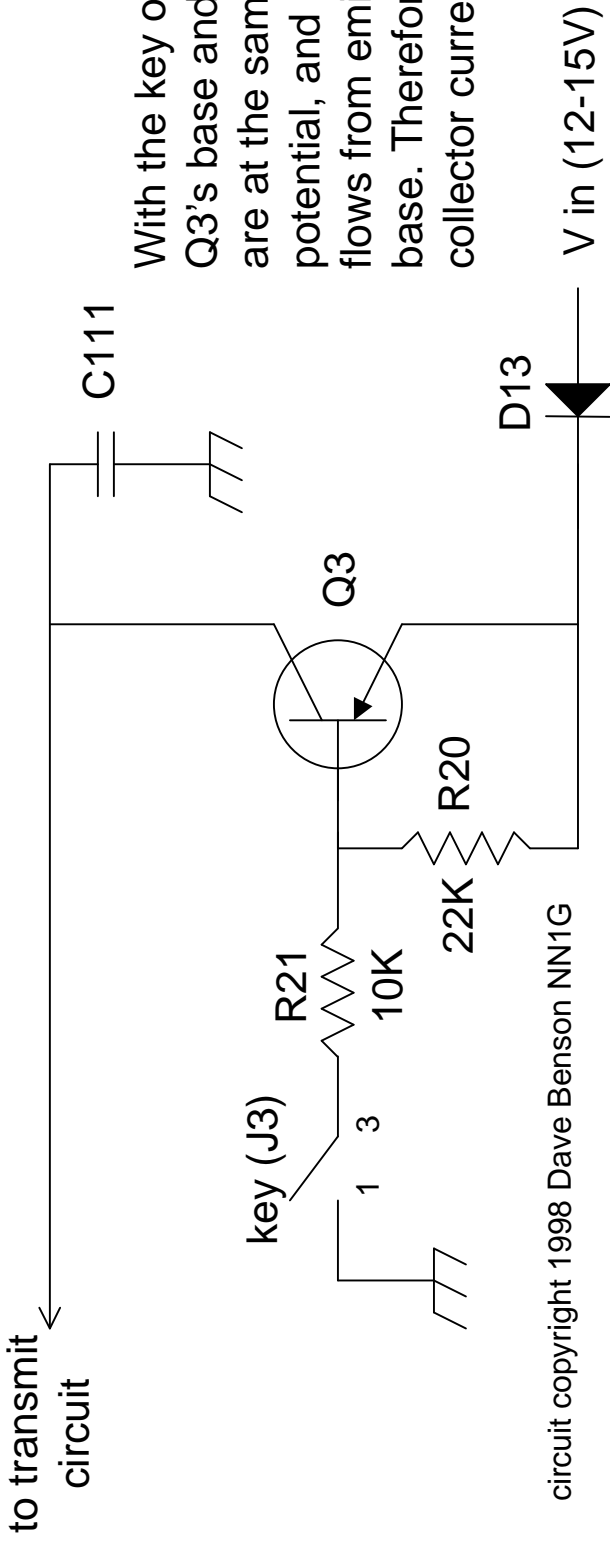 to transmit
circuit
C111
With the key o
Q3's base and
are at the sam
potential, and
flows from emi
base. Therefor
collector curre
key (J3)
R21
10K
1
3
Q3
22K
R20
D13
V in (12-15V)
circuit copyright 1998 Dave Benson NN1G